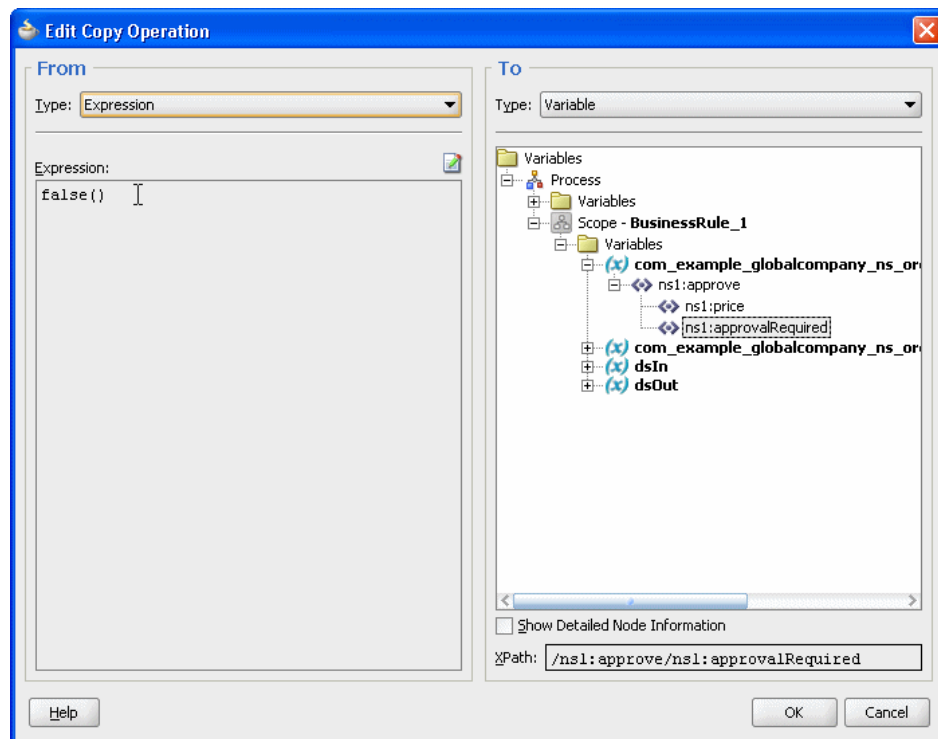 Edit Copy Operation
From
Type: Expression
Expression:
false()
To
Type: Variable
Variables
Process
Variables
Scope - BusinessRule_1
Variables
(x) com_example_globalcompany_ns_or
ns1:approve
ns1:price
ns1:approvalRequired
(x) com_example_globalcompany_ns_or
(x) dsIn
(x) dsOut
Show Detailed Node Information
XPath: /ns1:approve/ns1:approvalRequired
Help
OK
Cancel